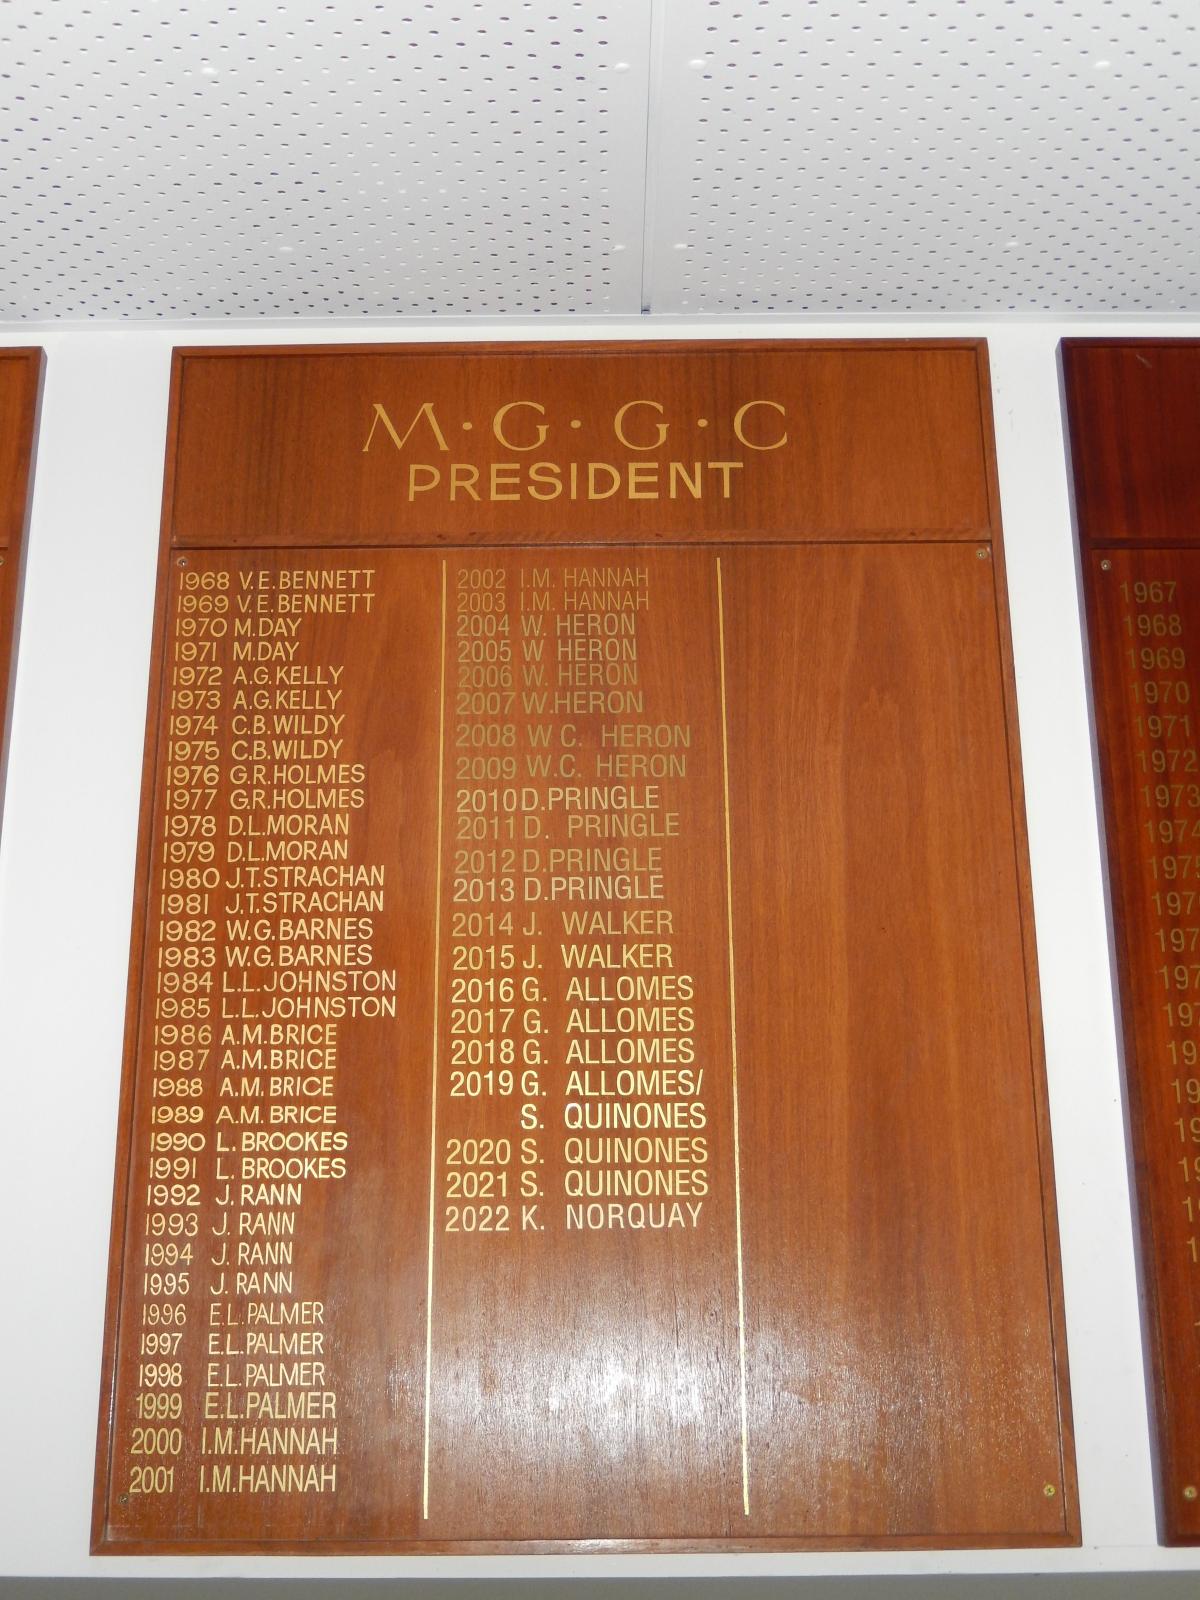 M·G·G·C
PRESIDENT
1968 V.E.BENNETT
1969 V.E.BENNETT
1970 M.DAY
1971 M.DAY
1972 A.G.KELLY
1973 A.G.KELLY
1974 C.B.WILDY
1975 C.B.WILDY
1976 G.R.HOLMES
1977 G.R.HOLMES
1978 D.L.MORAN
1979 D.L.MORAN
1980 J.T.STRACHAN
1981 J.T.STRACHAN
1982 W.G.BARNES
1983 W.G.BARNES
1984 L.L.JOHNSTON
1985 L.L.JOHNSTON
1986 A.M.BRICE
1987 A.M.BRICE
1988 A.M.BRICE
1989 A.M.BRICE
1990 L.BROOKES
1991 L.BROOKES
1992 J.RANN
1993 J.RANN
1994 J.RANN
1995 J.RANN
1996 E.L.PALMER
1997 E.L.PALMER
1998 E.L.PALMER
1999 E.L.PALMER
2000 I.M.HANNAH
2001 I.M.HANNAH
2002 I.M. HANNAH
2003 I.M. HANNAH
2004 W. HERON
2005 W HERON
2006 W. HERON
2007 W.HERON
2008 W C. HERON
2009 W.C. HERON
2010 D.PRINGLE
2011 D. PRINGLE
2012 D.PRINGLE
2013 D.PRINGLE
2014 J. WALKER
2015 J. WALKER
2016 G. ALLOMES
2017 G. ALLOMES
2018 G. ALLOMES
2019 G. ALLOMES/
S. QUINONES
2020 S. QUINONES
2021 S. QUINONES
2022 K. NORQUAY
1967
1968
1969
1970
1971
1972
1973